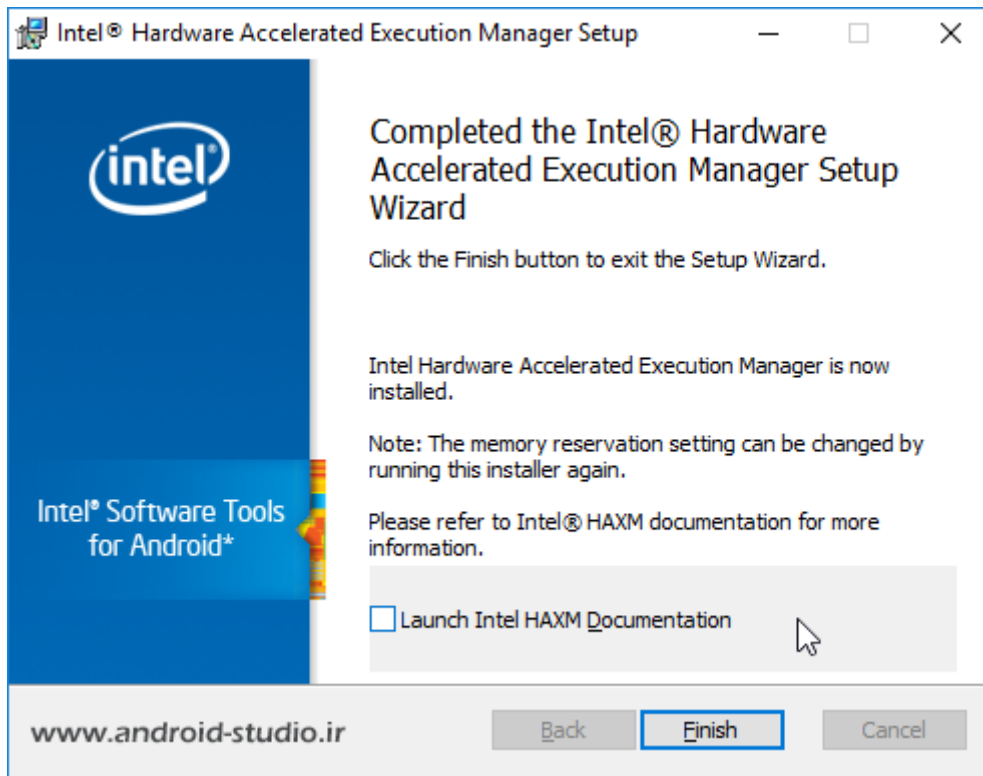 Intel® Hardware Accelerated Execution Manager Setup
intel®
Completed the Intel® Hardware
Accelerated Execution Manager Setup
Wizard
Click the Finish button to exit the Setup Wizard.
Intel Hardware Accelerated Execution Manager is now
installed.
Note: The memory reservation setting can be changed by
running this installer again.
Intel® Software Tools
for Android*
Please refer to Intel® HAXM documentation for more
information.
Launch Intel HAXM Documentation
www.android-studio.ir
Back
Finish
Cancel